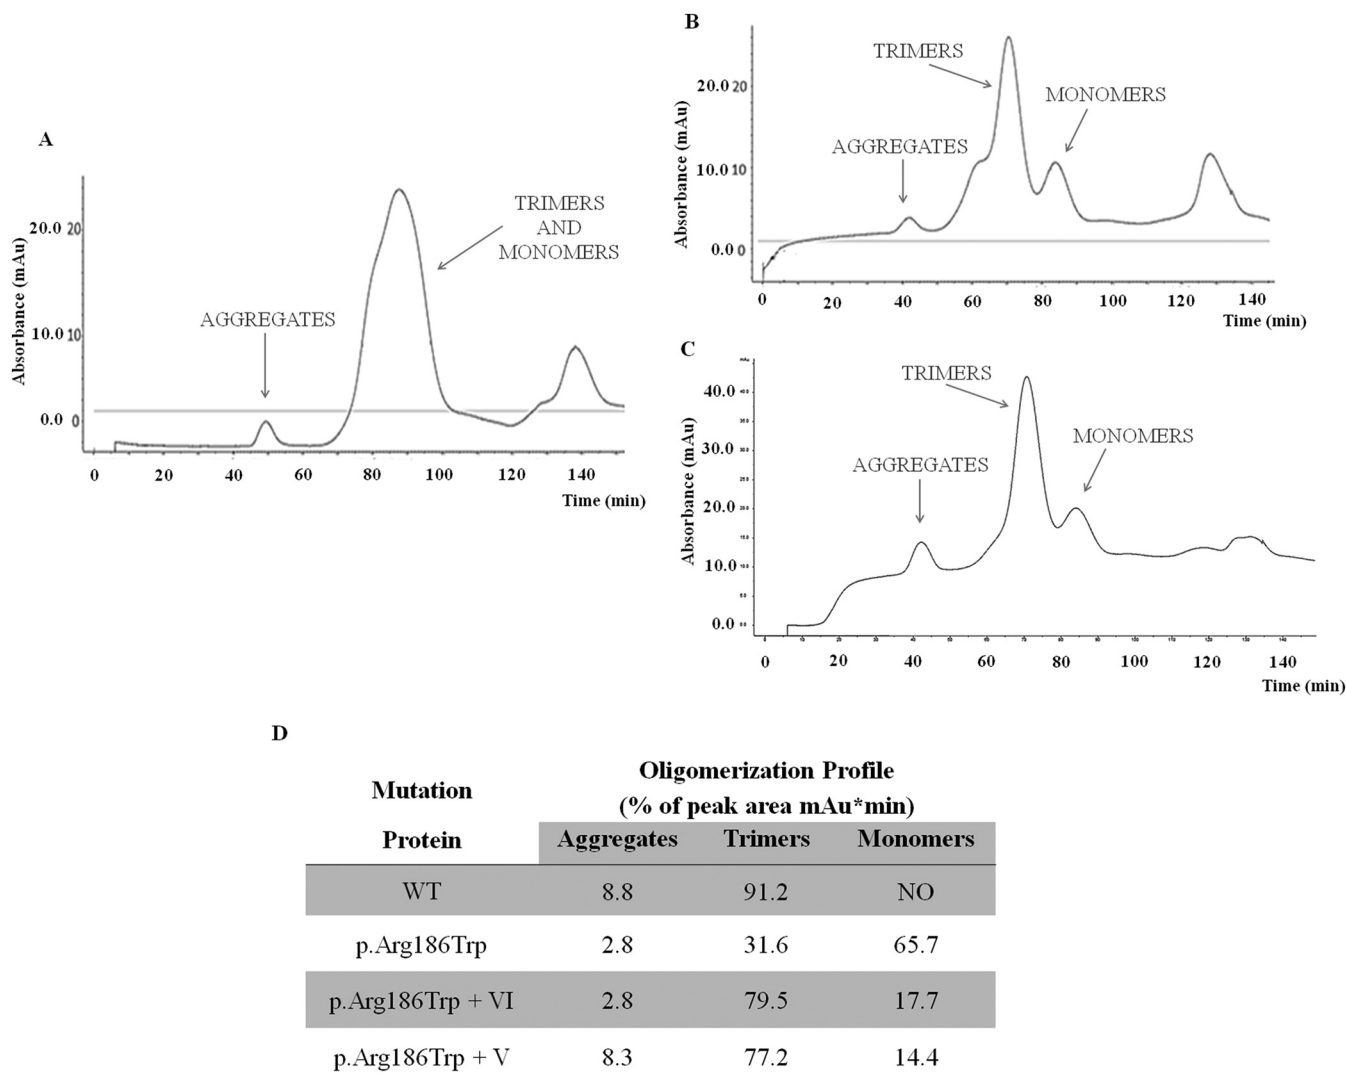 A
TRIMERS
AND
MONOMERS
AGGREGATES
Absorbance (mAu)
20.0 20
10.0 10
0.0 0
0 20 40 60 80 100 120 140
Time (min)
B
TRIMERS
MONOMERS
AGGREGATES
Absorbance (mAu)
20.0 20
10.0 10
0.0 0
0 20 40 60 80 100 120 140
Time (min)
C
TRIMERS
MONOMERS
AGGREGATES
Absorbance (mAu)
40.0
30.0
20.0
10.0
0.0
0 20 40 60 80 100 120 140
Time (min)
D
Mutation
Protein
Oligomerization Profile
(% of peak area mAu*min)
Aggregates Trimers Monomers
WT 8.8 91.2 NO
p.Arg186Trp 2.8 31.6 65.7
p.Arg186Trp + VI 2.8 79.5 17.7
p.Arg186Trp + V 8.3 77.2 14.4